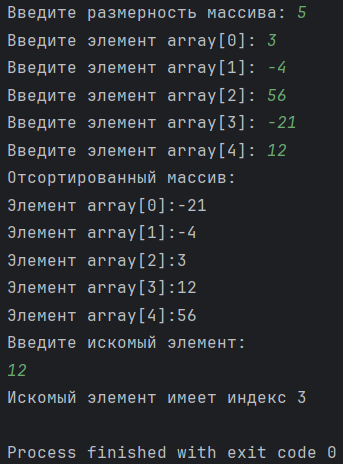 Введите размерность массива: 5
Введите элемент array[0]: 3
Введите элемент array[1]: -4
Введите элемент array[2]: 56
Введите элемент array[3]: -21
Введите элемент array[4]: 12
Отсортированный массив:
Элемент array[0]:-21
Элемент array[1]:-4
Элемент array[2]:3
Элемент array[3]:12
Элемент array[4]:56
Введите искомый элемент:
12
Искомый элемент имеет индекс 3
Process finished with exit code 0